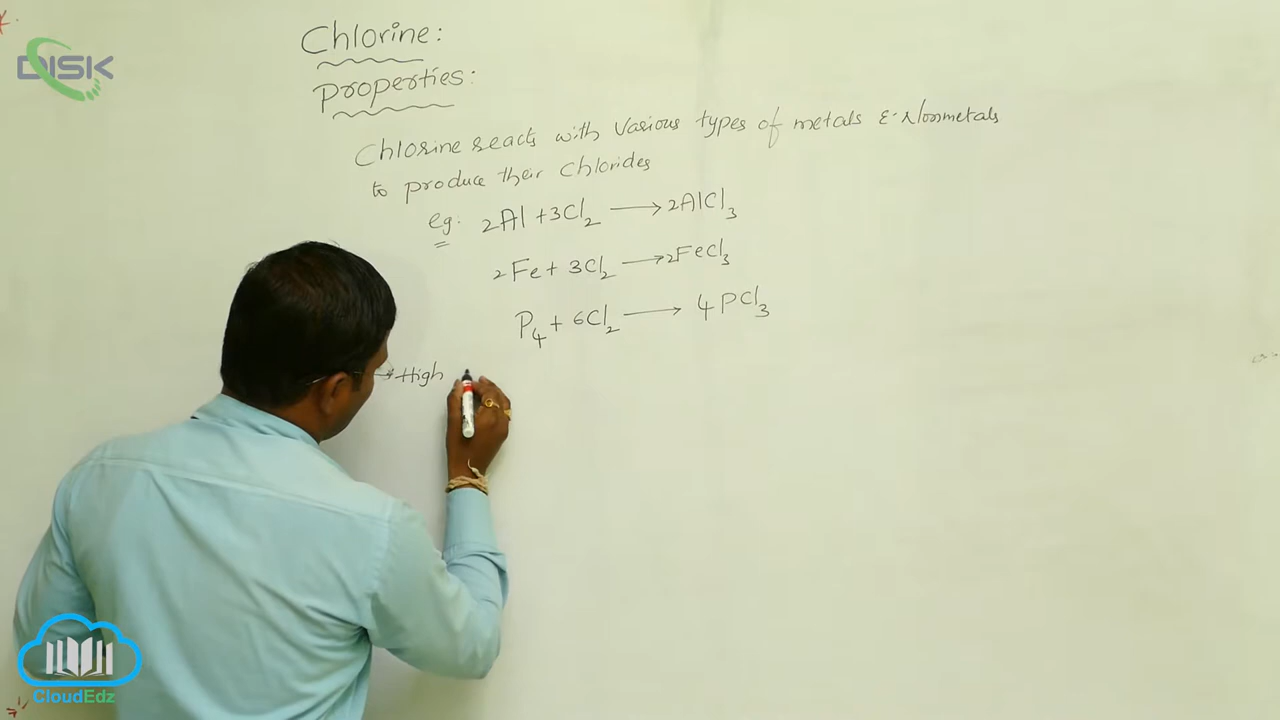 DISK
Chlorine:
Properties:
Chlorine reacts with Various types of metals & Nonmetals
to produce their Chlorides
eg: 2Al + 3Cl₂ → 2AlCl₃
2Fe + 3Cl₂ → 2FeCl₃
P₄ + 6Cl₂ → 4PCl₃
→ High
CloudEdz